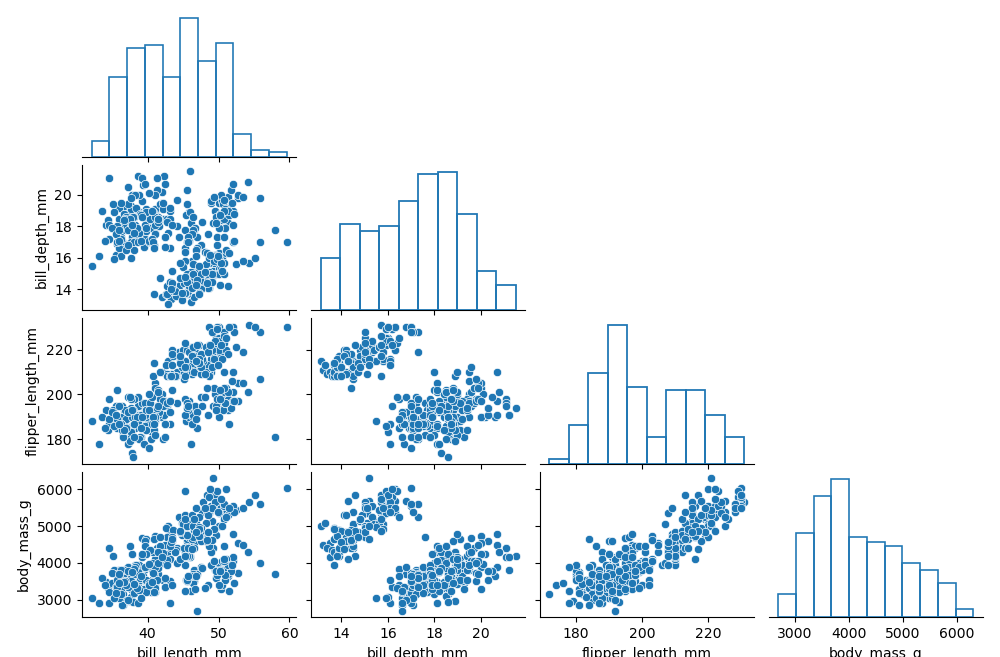 bill_depth_mm
20
18
16
14
flipper_length_mm
220
200
180
body_mass_g
6000
5000
4000
3000
40 50 60
14 16 18 20
180 200 220
3000 4000 5000 6000
bill_length_mm
bill_depth_mm
flipper_length_mm
body_mass_g